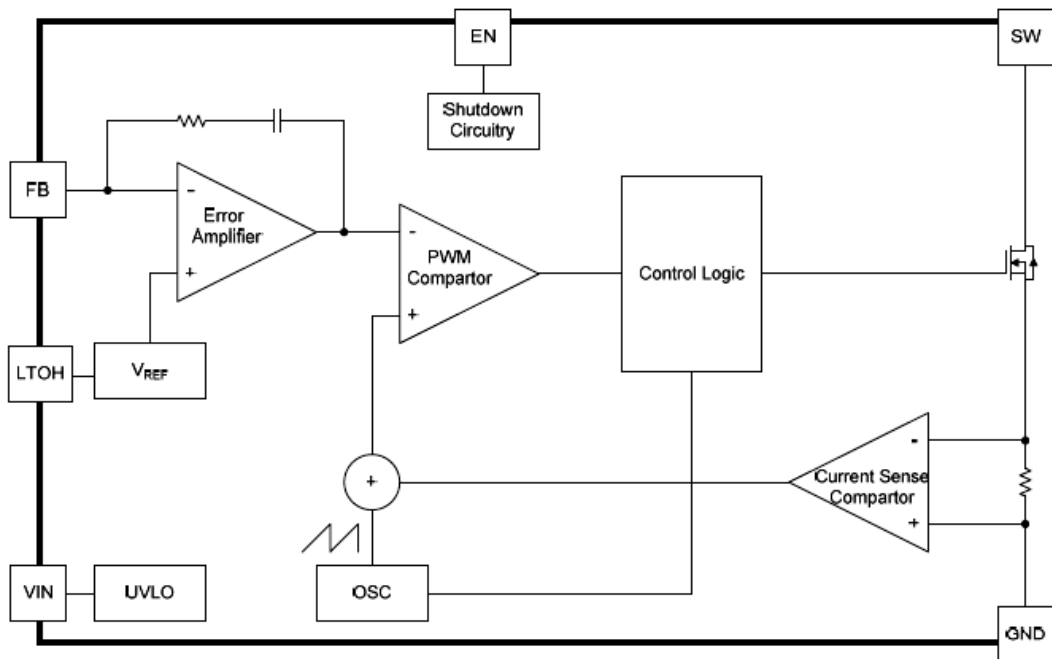 EN
SW
Shutdown
Circuitry
FB
-
Error
Amplifier
+
-
PWM
Compartor
+
Control Logic
LTOH
VREF
-
Current Sense
Compartor
+
+
VIN
UVLO
OSC
GND